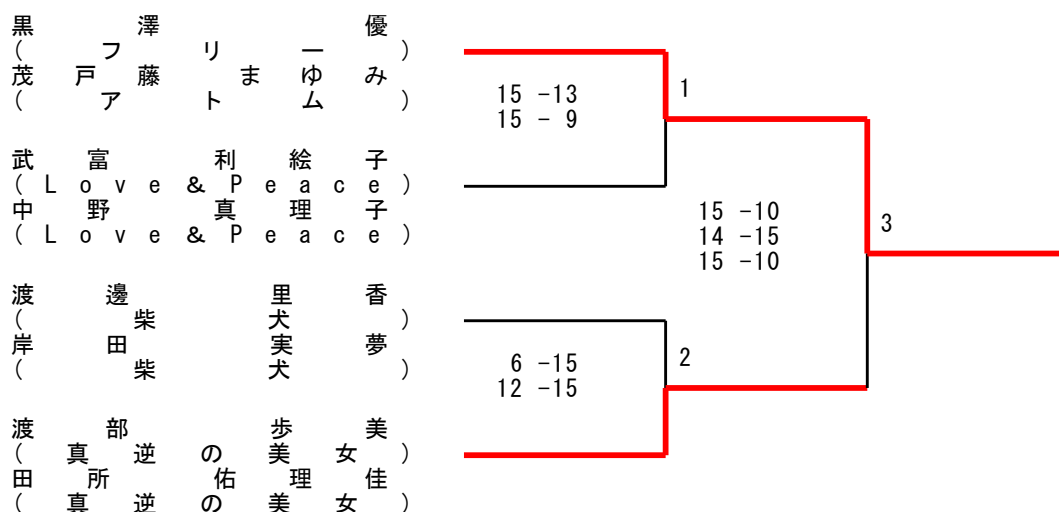 黒澤優
(フリー)
茂戸藤まゆみ
(アトム)
15 -13
15 - 9
1
武富利絵子
(Love&Peace)
中野真理子
(Love&Peace)
15 -10
14 -15
15 -10
3
渡邊里香
(柴犬)
岸田実夢
(柴犬)
6 -15
12 -15
2
渡部歩美
(真逆の美女)
田所佑理佳
(真逆の美女)